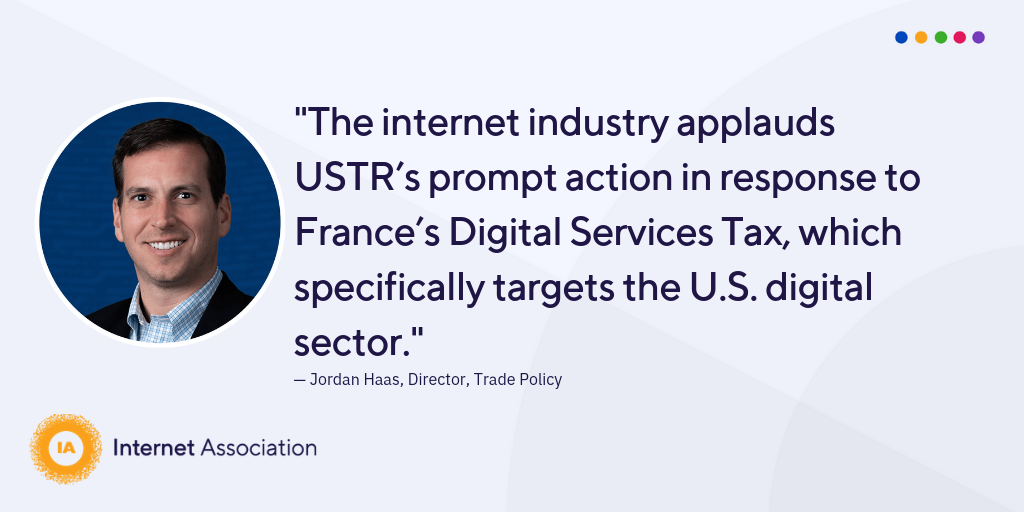 "The internet industry applauds
USTR’s prompt action in response to
France’s Digital Services Tax, which
specifically targets the U.S. digital
sector."
— Jordan Haas, Director, Trade Policy
IA
Internet Association